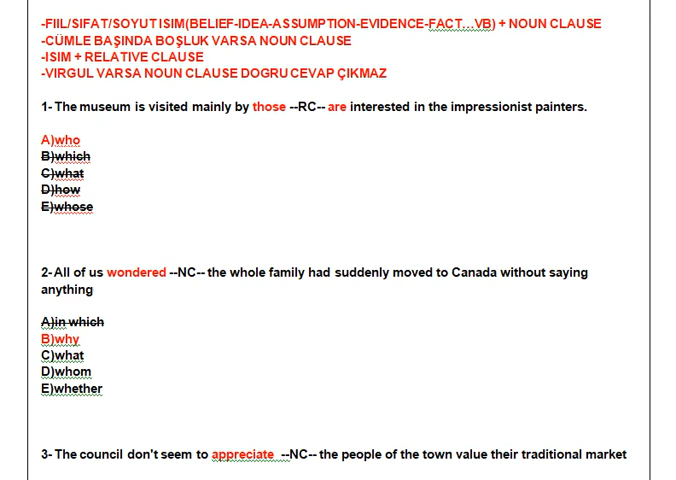 -FIIL/SIFAT/SOYUT ISIM(BELIEF-IDEA-ASSUMPTION-EVIDENCE-FACT...VB) + NOUN CLAUSE
-CÜMLE BAŞINDA BOŞLUK VARSA NOUN CLAUSE
-ISIM + RELATIVE CLAUSE
-VIRGUL VARSA NOUN CLAUSE DOGRU CEVAP ÇIKMAZ
1- The museum is visited mainly by those --RC-- are interested in the impressionist painters.
A)who
B)which
C)what
D)how
E)whose
2- All of us wondered --NC-- the whole family had suddenly moved to Canada without saying
anything
A)in which
B)why
C)what
D)whom
E)whether
3- The council don't seem to appreciate --NC-- the people of the town value their traditional market